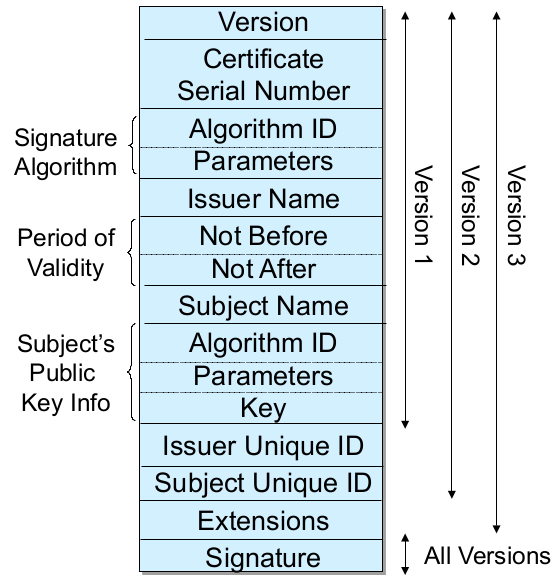 Version
Certificate
Serial Number
Signature
Algorithm
Algorithm ID
Parameters
Issuer Name
Period of
Validity
Not Before
Not After
Subject Name
Subject’s
Public
Key Info
Algorithm ID
Parameters
Key
Issuer Unique ID
Subject Unique ID
Extensions
Signature
Version 1
Version 2
Version 3
All Versions